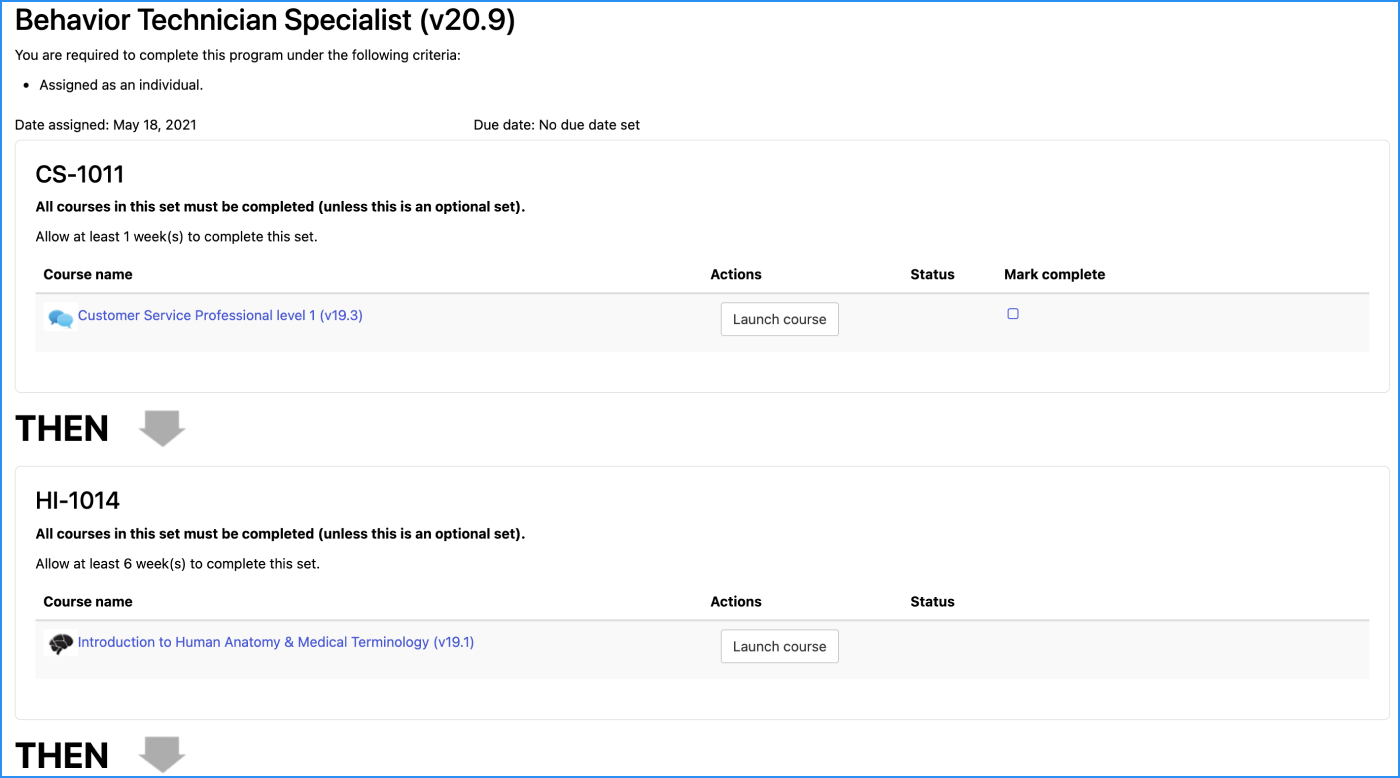 Behavior Technician Specialist (v20.9)
You are required to complete this program under the following criteria:
• Assigned as an individual.
Date assigned: May 18, 2021 Due date: No due date set
CS-1011
All courses in this set must be completed (unless this is an optional set).
Allow at least 1 week(s) to complete this set.
Course name Actions Status Mark complete
Customer Service Professional level 1 (v19.3) Launch course
THEN
HI-1014
All courses in this set must be completed (unless this is an optional set).
Allow at least 6 week(s) to complete this set.
Course name Actions Status
Introduction to Human Anatomy & Medical Terminology (v19.1) Launch course
THEN